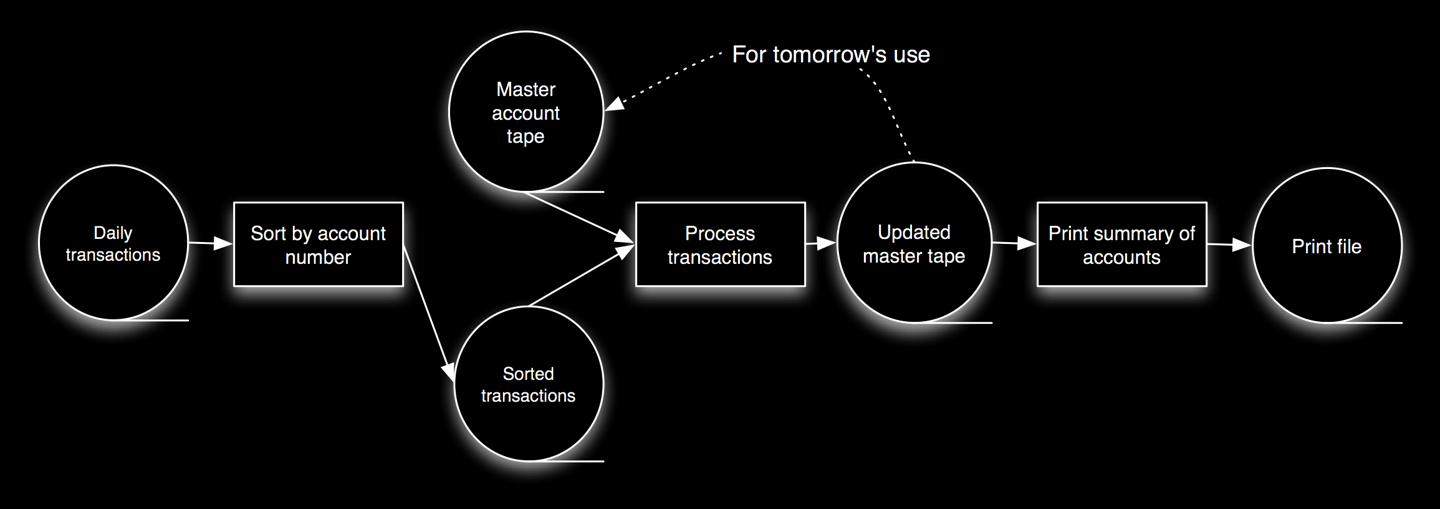 For tomorrow's use
Master
account
tape
Daily
transactions
Sort by account
number
Process
transactions
Updated
master tape
Print summary of
accounts
Print file
Sorted
transactions